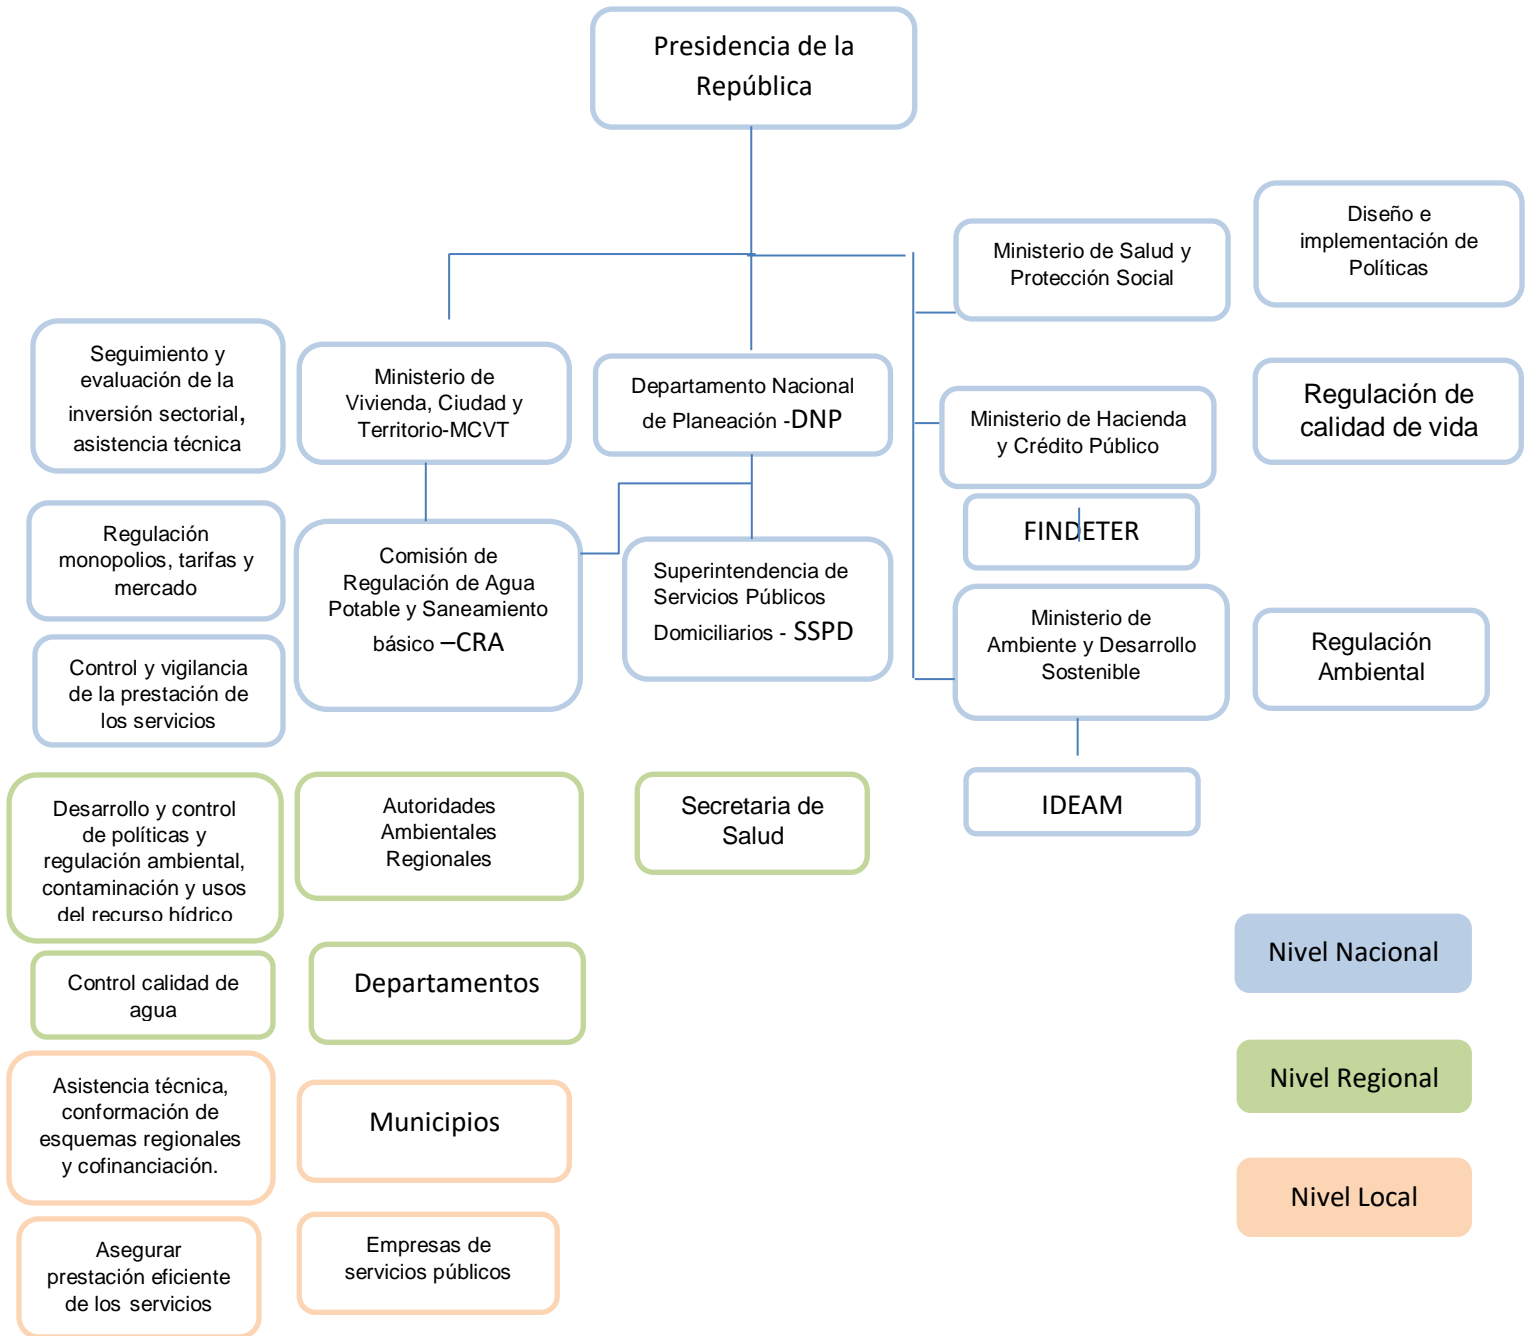 Presidencia de la
República
Diseño e
implementación de
Políticas
Ministerio de Salud y
Protección Social
Seguimiento y
evaluación de la
inversión sectorial,
asistencia técnica
Ministerio de
Vivienda, Ciudad y
Territorio-MCVT
Departamento Nacional
de Planeación -DNP
Ministerio de Hacienda
y Crédito Público
Regulación de
calidad de vida
Regulación
monopolios, tarifas y
mercado
Comisión de
Regulación de Agua
Potable y Saneamiento
básico –CRA
Superintendencia de
Servicios Públicos
Domiciliarios - SSPD
FINDETER
Ministerio de
Ambiente y Desarrollo
Sostenible
Regulación
Ambiental
Control y vigilancia
de la prestación de
los servicios
IDEAM
Desarrollo y control
de políticas y
regulación ambiental,
contaminación y usos
del recurso hídrico
Autoridades
Ambientales
Regionales
Secretaria de
Salud
Control calidad de
agua
Departamentos
Nivel Nacional
Asistencia técnica,
conformación de
esquemas regionales
y cofinanciación.
Municipios
Nivel Regional
Asegurar
prestación eficiente
de los servicios
Empresas de
servicios públicos
Nivel Local